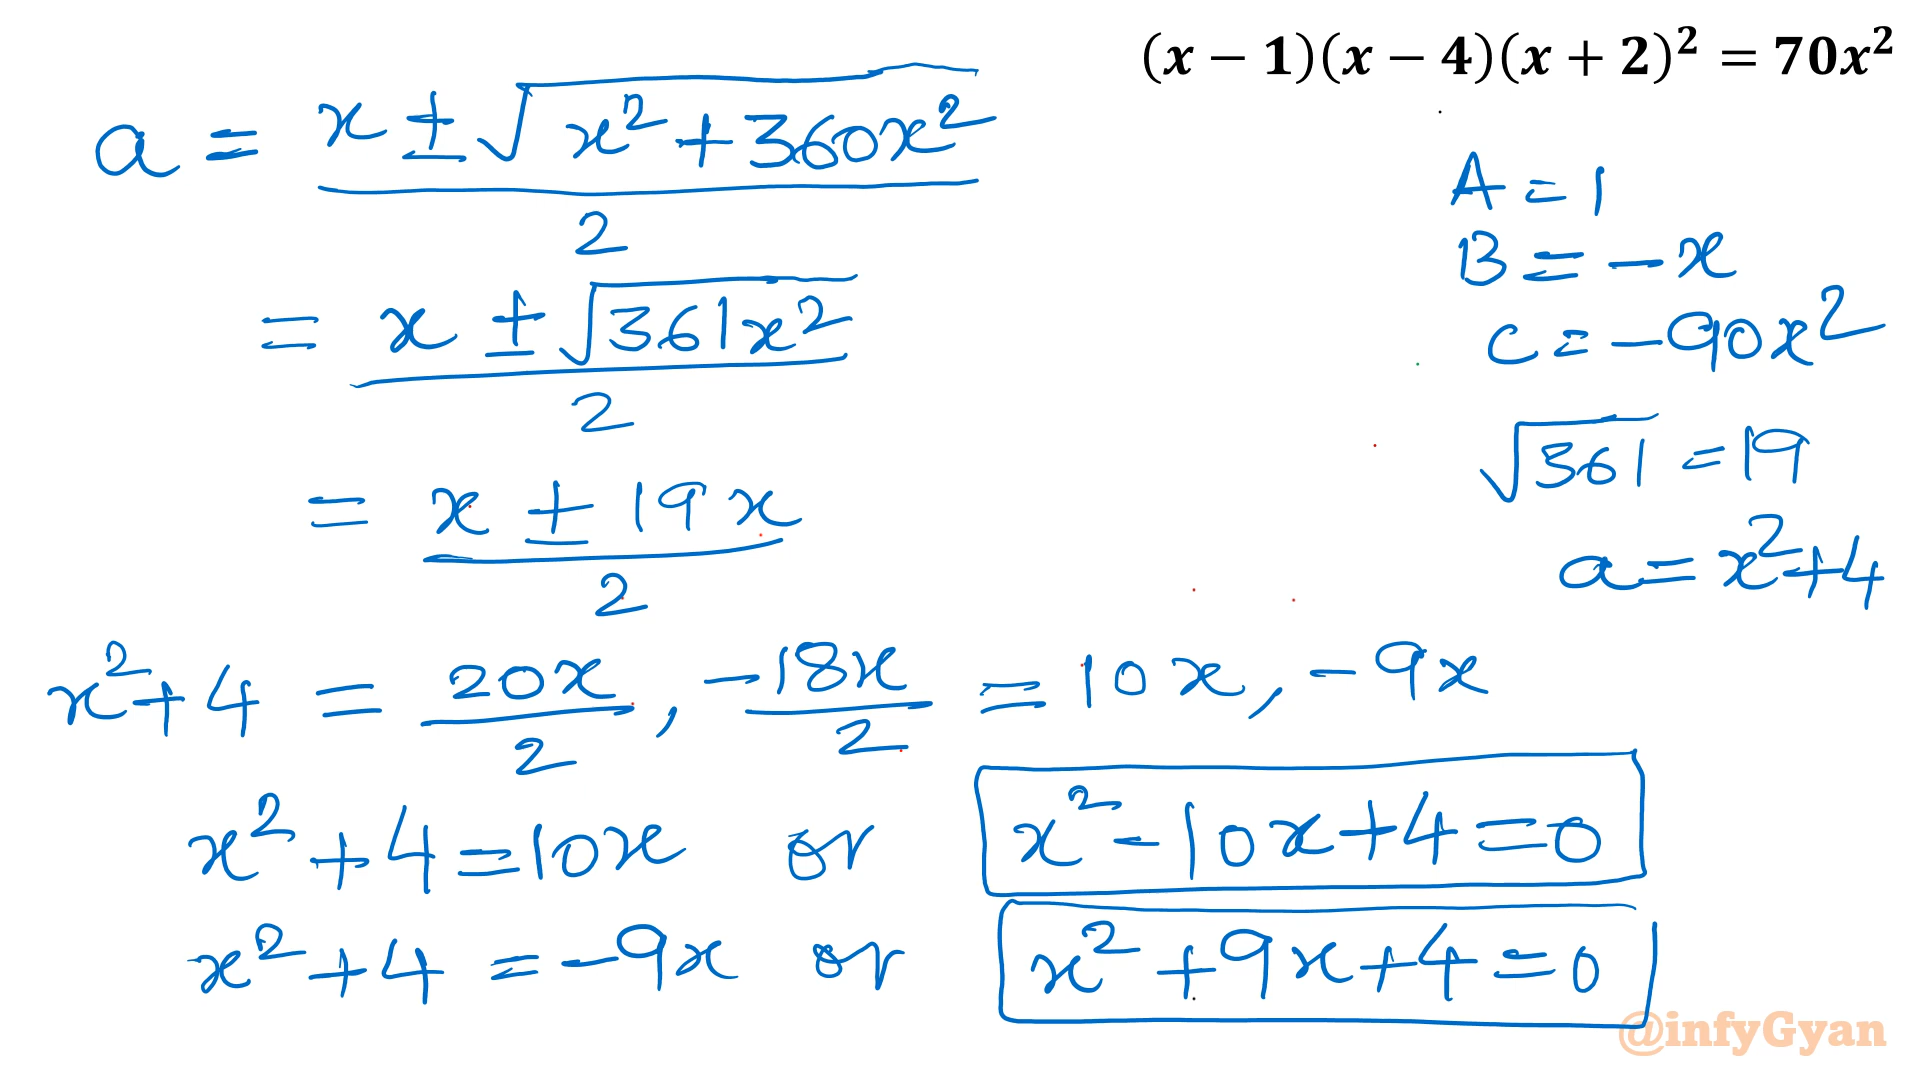 (x − 1)(x − 4)(x + 2)² = 70x²
a = (x ± √(x² + 360x²))/2
= (x ± √(361x²))/2
= (x ± 19x)/2
A = 1
B = −x
C = −90x²
√361 = 19
a = x² + 4
x² + 4 = 20x/2, −18x/2 = 10x, −9x
x² + 4 = 10x or x² − 10x + 4 = 0
x² + 4 = −9x or x² + 9x + 4 = 0
@infyGyan